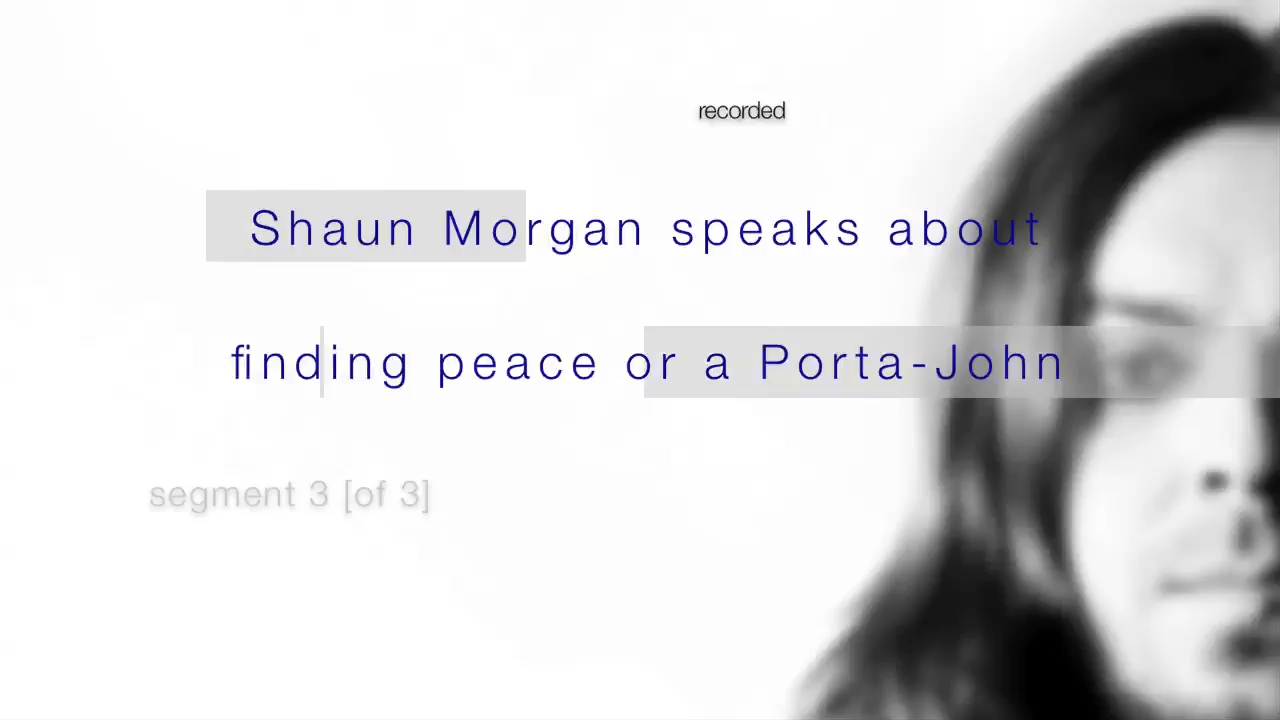 recorded
Shaun Morgan speaks about
finding peace or a Porta-John
segment 3 [of 3]